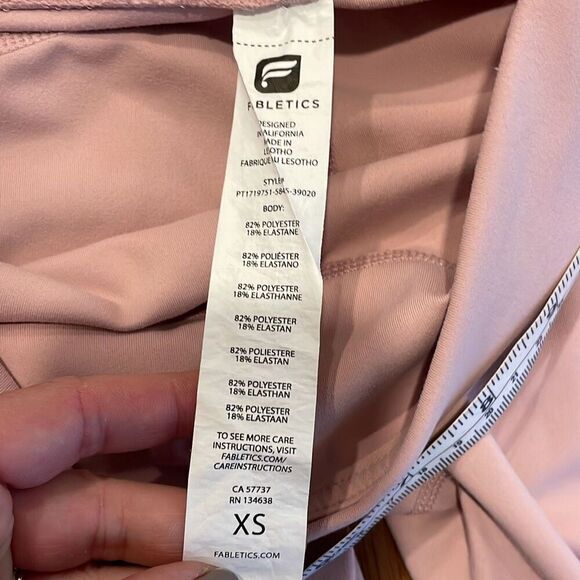 FABLETICS
DESIGNED
IN CALIFORNIA
MADE IN
LESOTHO
FABRIQUÉ AU LESOTHO
STYLE#
PT1719751-5845-39020
BODY:
82% POLYESTER
18% ELASTANE
82% POLIÉSTER
18% ELASTANO
82% POLYESTER
18% ELASTHANNE
82% POLYESTER
18% ELASTAN
82% POLIESTERE
18% ELASTAN
82% POLYESTER
18% ELASTHAN
82% POLYESTER
18% ELASTAAN
TO SEE MORE CARE
INSTRUCTIONS, VISIT
FABLETICS.COM/
CAREINSTRUCTIONS
CA 57737
RN 134638
XS
FABLETICS.COM